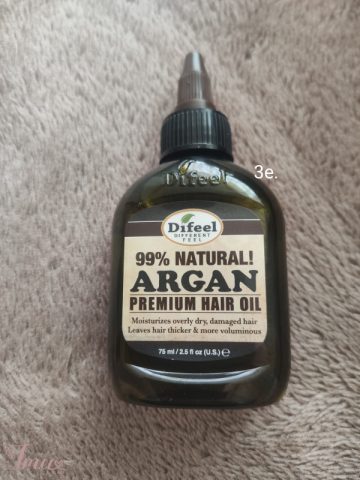 Difeel
3e.
Difeel
DIFFERENT
FEEL
99% NATURAL!
ARGAN
PREMIUM HAIR OIL
Moisturizes overly dry, damaged hair
Leaves hair thicker & more voluminous
75 ml / 2.5 fl oz (U.S.) ℮